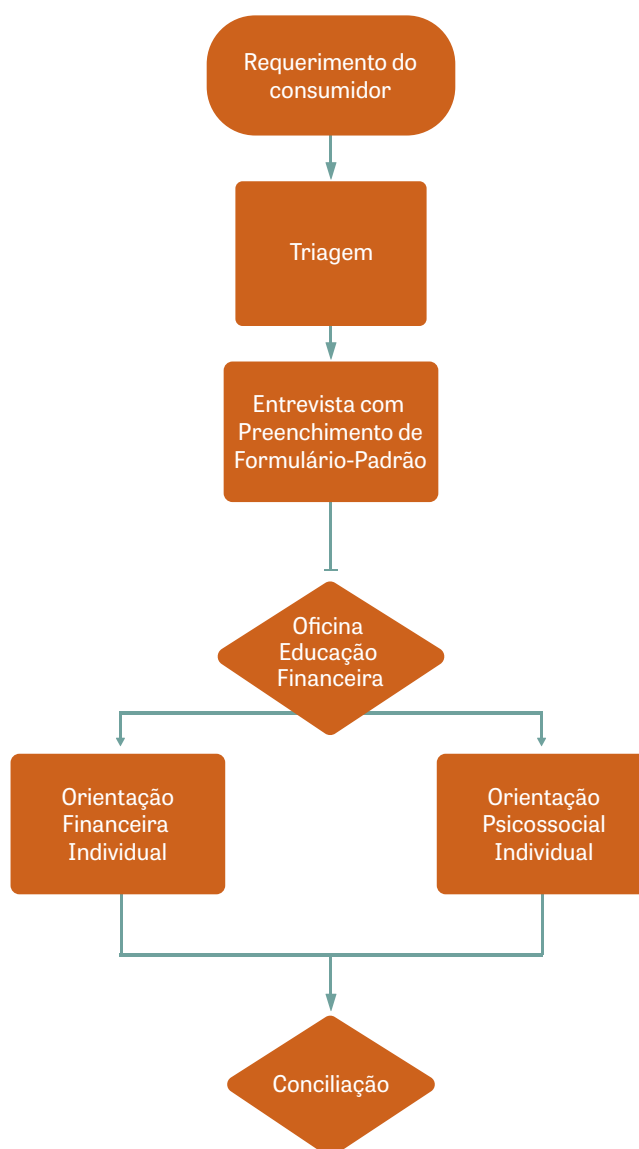 Requerimento do
consumidor
Triagem
Entrevista com
Preenchimento de
Formulário-Padrão
Oficina
Educação
Financeira
Orientação
Financeira
Individual
Orientação
Psicossocial
Individual
Conciliação